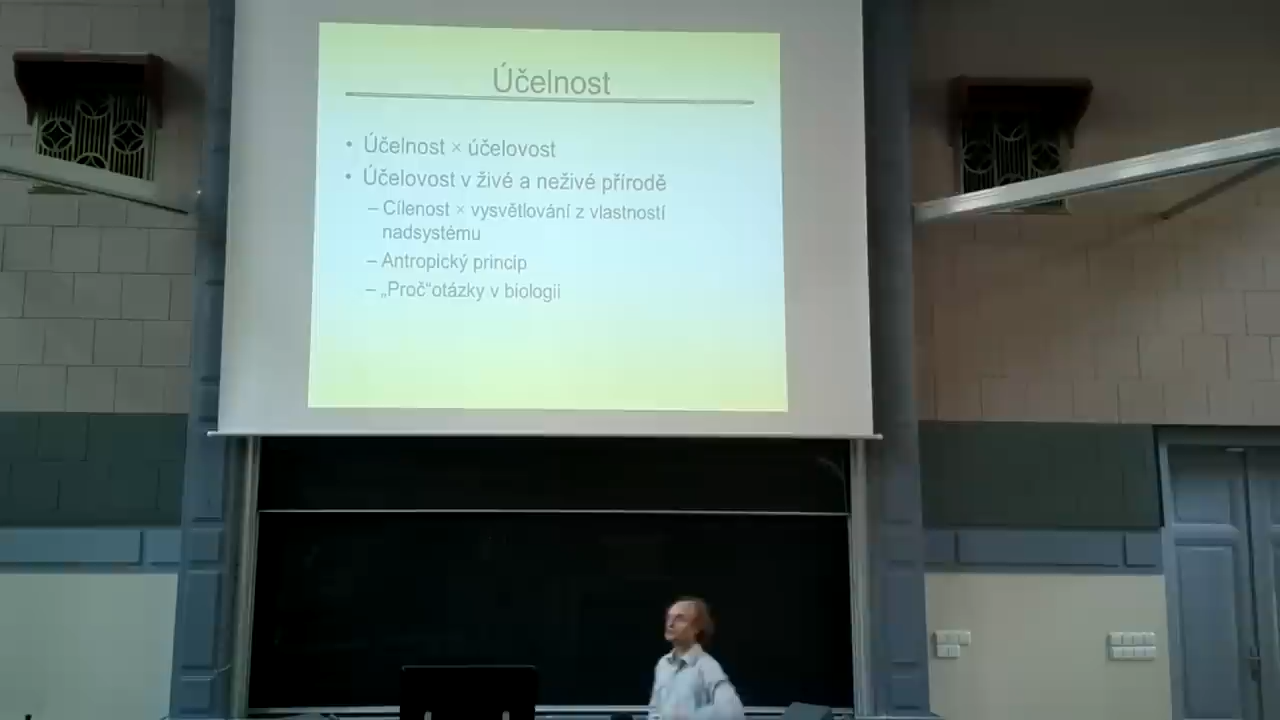 Účelnost
• Účelnost × účelovost
• Účelovost v živé a neživé přírodě
– Cílenost × vysvětlování z vlastností
nadsystému
– Antropický princip
– „Proč“otázky v biologii